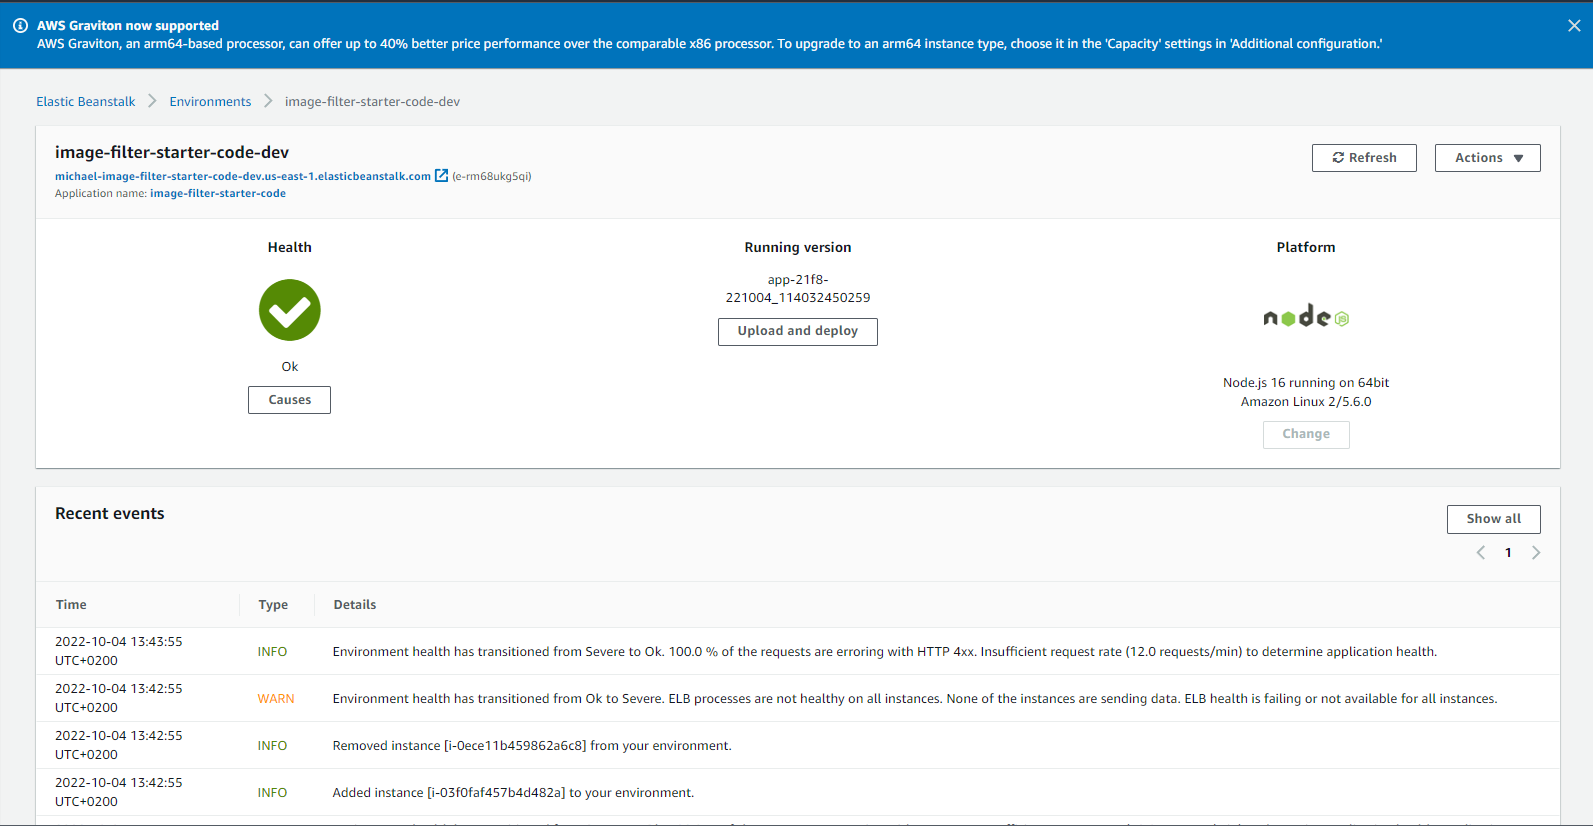 AWS Graviton now supported
AWS Graviton, an arm64-based processor, can offer up to 40% better price performance over the comparable x86 processor. To upgrade to an arm64 instance type, choose it in the 'Capacity' settings in 'Additional configuration.'
Elastic Beanstalk
Environments
image-filter-starter-code-dev
image-filter-starter-code-dev
michael-image-filter-starter-code-dev.us-east-1.elasticbeanstalk.com (e-rm68ukg5qi)
Application name: image-filter-starter-code
Refresh
Actions
Health
Ok
Causes
Running version
app-21f8-
221004_114032450259
Upload and deploy
Platform
node JS
Node.js 16 running on 64bit
Amazon Linux 2/5.6.0
Change
Recent events
Show all
1
Time Type Details
2022-10-04 13:43:55
UTC+0200
INFO
Environment health has transitioned from Severe to Ok. 100.0 % of the requests are erroring with HTTP 4xx. Insufficient request rate (12.0 requests/min) to determine application health.
2022-10-04 13:42:55
UTC+0200
WARN
Environment health has transitioned from Ok to Severe. ELB processes are not healthy on all instances. None of the instances are sending data. ELB health is failing or not available for all instances.
2022-10-04 13:42:55
UTC+0200
INFO
Removed instance [i-0ece11b459862a6c8] from your environment.
2022-10-04 13:42:55
UTC+0200
INFO
Added instance [i-03f0faf457b4d482a] to your environment.